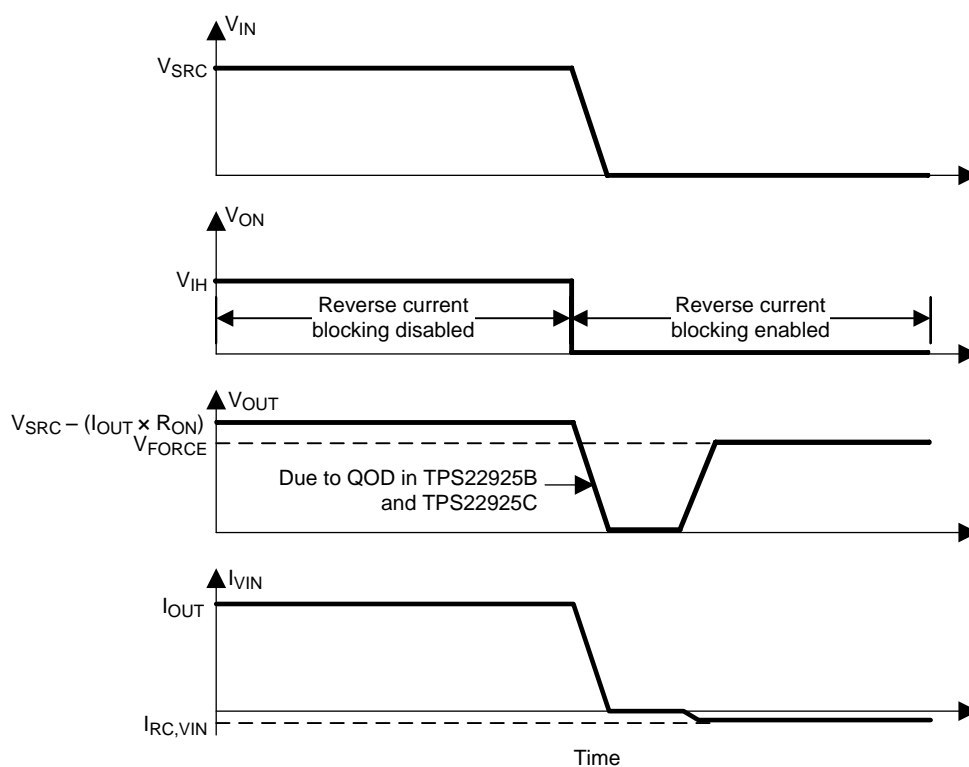 VIN
VSRC
VON
VIH
Reverse current
blocking disabled
Reverse current
blocking enabled
VOUT
VSRC – (IOUT × RON)
VFORCE
Due to QOD in TPS22925B
and TPS22925C
IVIN
IOUT
IRC,VIN
Time